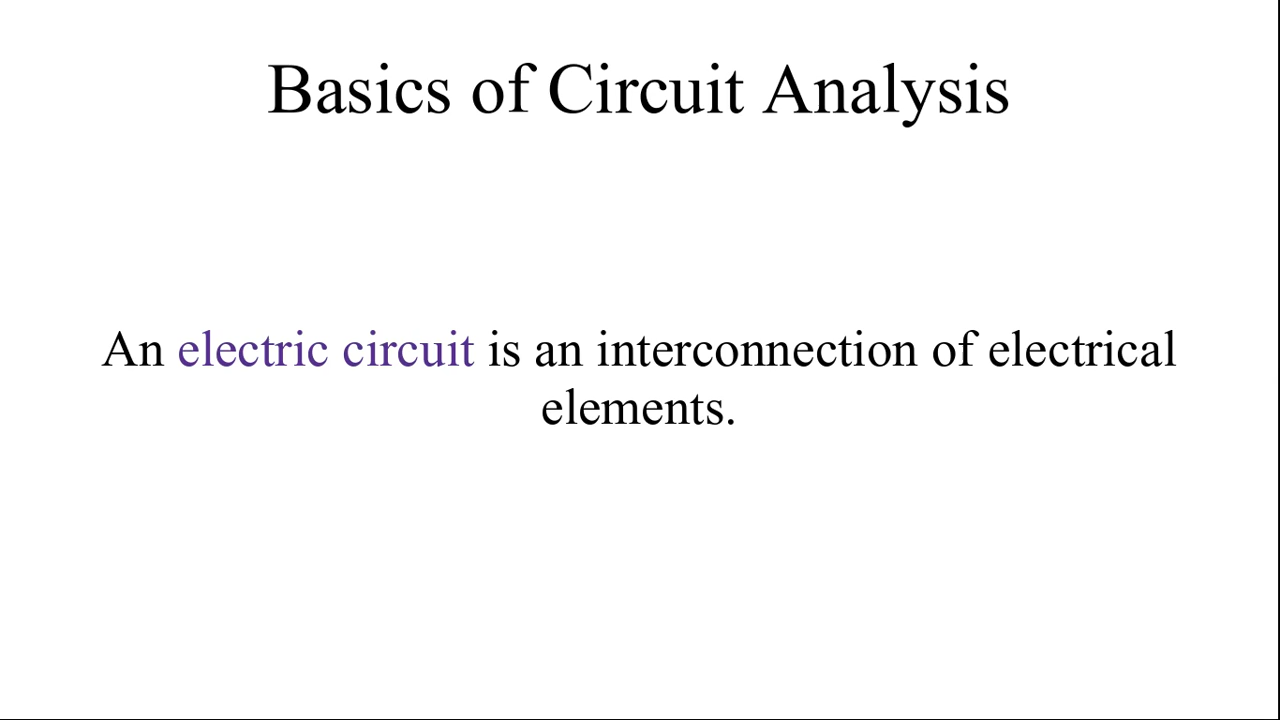 Basics of Circuit Analysis
An electric circuit is an interconnection of electrical
elements.